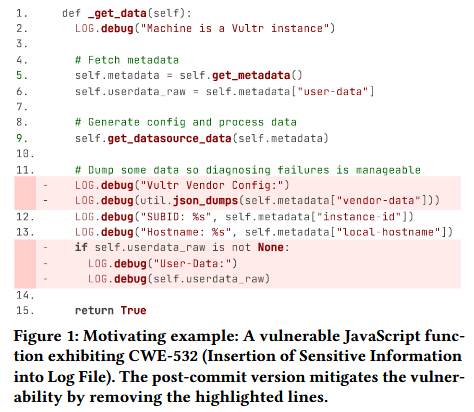 1. def _get_data(self):
2. LOG.debug("Machine is a Vultr instance")
3.
4. # Fetch metadata
5. self.metadata = self.get_metadata()
6. self.userdata_raw = self.metadata["user-data"]
7.
8. # Generate config and process data
9. self.get_datasource_data(self.metadata)
10.
11. # Dump some data so diagnosing failures is manageable
- LOG.debug("Vultr Vendor Config:")
- LOG.debug(util.json_dumps(self.metadata["vendor-data"]))
12. LOG.debug("SUBID: %s", self.metadata["instance-id"])
13. LOG.debug("Hostname: %s", self.metadata["local-hostname"])
- if self.userdata_raw is not None:
- LOG.debug("User-Data:")
- LOG.debug(self.userdata_raw)
14.
15. return True
Figure 1: Motivating example: A vulnerable JavaScript func-
tion exhibiting CWE-532 (Insertion of Sensitive Information
into Log File). The post-commit version mitigates the vulner-
ability by removing the highlighted lines.